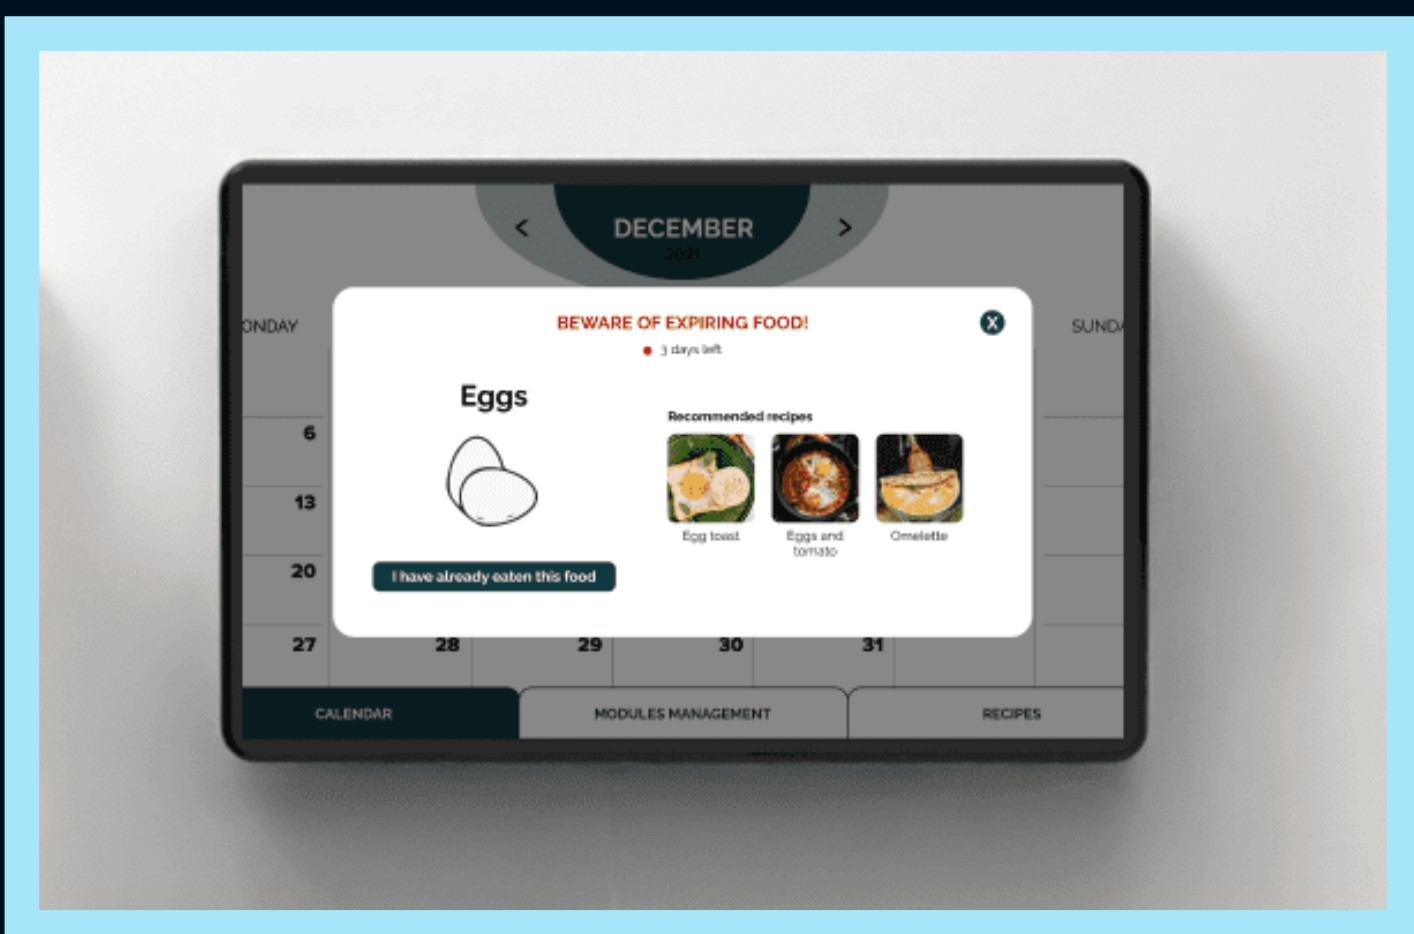 <
DECEMBER
>
2021
ONDAY
SUNDA
BEWARE OF EXPIRING FOOD!
X
3 days left
Eggs
Recommended recipes
Egg toast
Eggs and
tomato
Omelette
I have already eaten this food
6
13
20
27
28
29
30
31
CALENDAR
MODULES MANAGEMENT
RECIPES